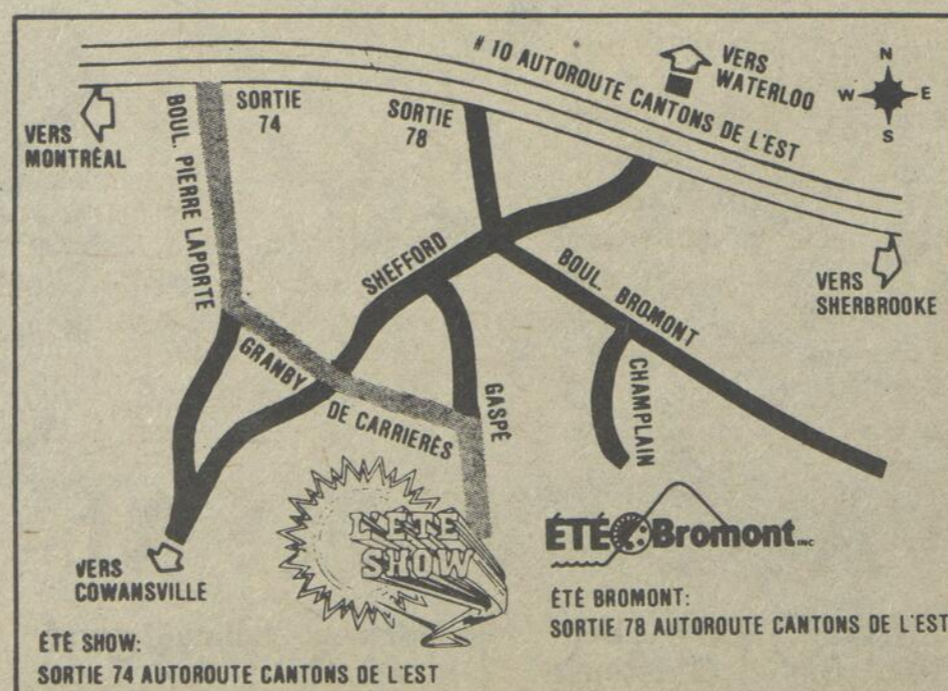 # 10 AUTOROUTE CANTONS DE L'EST
VERS
WATERLOO
N
W E
S
VERS
MONTRÉAL
BOUL. PIERRE LAPORTE
SORTIE
74
SORTIE
78
SHEFFORD
BOUL. BROMONT
VERS
SHERBROOKE
GRANBY
DE CARRIERÈS
GASPÉ
CHAMPLAIN
L'ÉTÉ
SHOW
ÉTÉ Bromont INC
VERS
COWANSVILLE
ÉTÉ BROMONT:
SORTIE 78 AUTOROUTE CANTONS DE L'EST
ÉTÉ SHOW:
SORTIE 74 AUTOROUTE CANTONS DE L'EST